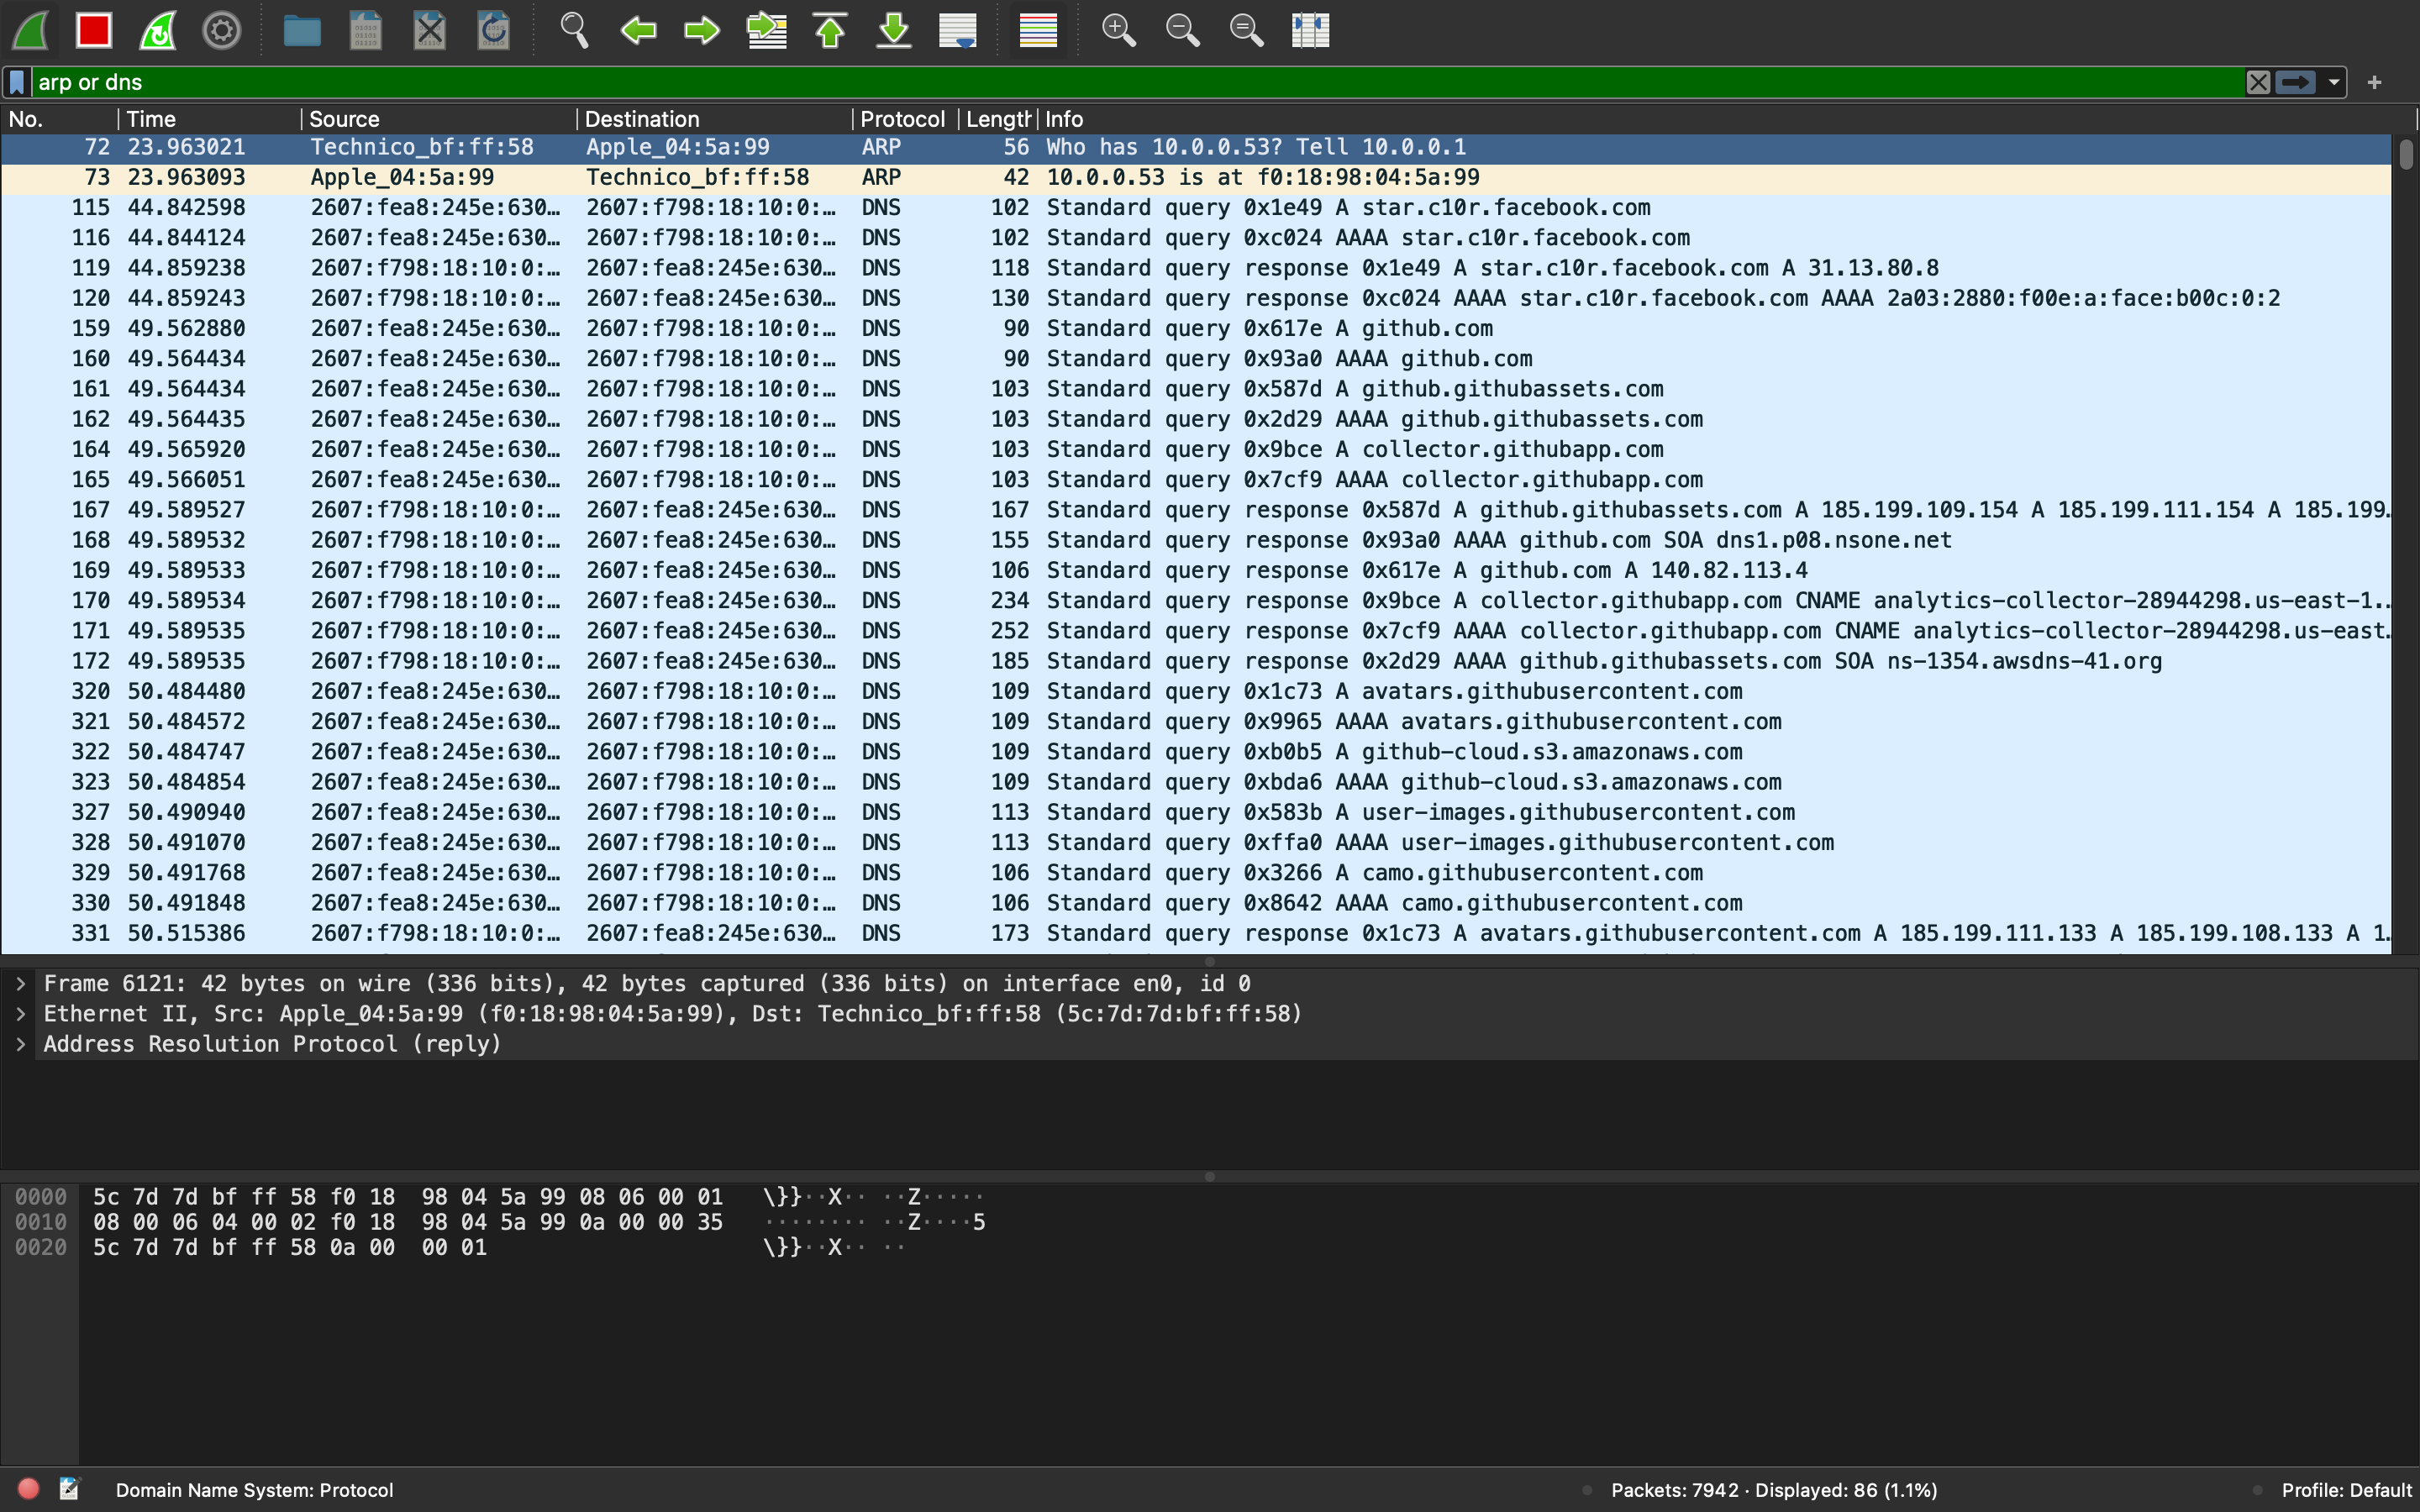 arp or dns
No. Time Source Destination Protocol Length Info
72 23.963021 Technico_bf:ff:58 Apple_04:5a:99 ARP 56 Who has 10.0.0.53? Tell 10.0.0.1
73 23.963093 Apple_04:5a:99 Technico_bf:ff:58 ARP 42 10.0.0.53 is at f0:18:98:04:5a:99
115 44.842598 2607:fea8:245e:630… 2607:f798:18:10:0:… DNS 102 Standard query 0x1e49 A star.c10r.facebook.com
116 44.844124 2607:fea8:245e:630… 2607:f798:18:10:0:… DNS 102 Standard query 0xc024 AAAA star.c10r.facebook.com
119 44.859238 2607:f798:18:10:0:… 2607:fea8:245e:630… DNS 118 Standard query response 0x1e49 A star.c10r.facebook.com A 31.13.80.8
120 44.859243 2607:f798:18:10:0:… 2607:fea8:245e:630… DNS 130 Standard query response 0xc024 AAAA star.c10r.facebook.com AAAA 2a03:2880:f00e:a:face:b00c:0:2
159 49.562880 2607:fea8:245e:630… 2607:f798:18:10:0:… DNS 90 Standard query 0x617e A github.com
160 49.564434 2607:fea8:245e:630… 2607:f798:18:10:0:… DNS 90 Standard query 0x93a0 AAAA github.com
161 49.564434 2607:fea8:245e:630… 2607:f798:18:10:0:… DNS 103 Standard query 0x587d A github.githubassets.com
162 49.564435 2607:fea8:245e:630… 2607:f798:18:10:0:… DNS 103 Standard query 0x2d29 AAAA github.githubassets.com
164 49.565920 2607:fea8:245e:630… 2607:f798:18:10:0:… DNS 103 Standard query 0x9bce A collector.githubapp.com
165 49.566051 2607:fea8:245e:630… 2607:f798:18:10:0:… DNS 103 Standard query 0x7cf9 AAAA collector.githubapp.com
167 49.589527 2607:f798:18:10:0:… 2607:fea8:245e:630… DNS 167 Standard query response 0x587d A github.githubassets.com A 185.199.109.154 A 185.199.111.154 A 185.199…
168 49.589532 2607:f798:18:10:0:… 2607:fea8:245e:630… DNS 155 Standard query response 0x93a0 AAAA github.com SOA dns1.p08.nsone.net
169 49.589533 2607:f798:18:10:0:… 2607:fea8:245e:630… DNS 106 Standard query response 0x617e A github.com A 140.82.113.4
170 49.589534 2607:f798:18:10:0:… 2607:fea8:245e:630… DNS 234 Standard query response 0x9bce A collector.githubapp.com CNAME analytics-collector-28944298.us-east-1…
171 49.589535 2607:f798:18:10:0:… 2607:fea8:245e:630… DNS 252 Standard query response 0x7cf9 AAAA collector.githubapp.com CNAME analytics-collector-28944298.us-east…
172 49.589535 2607:f798:18:10:0:… 2607:fea8:245e:630… DNS 185 Standard query response 0x2d29 AAAA github.githubassets.com SOA ns-1354.awsdns-41.org
320 50.484480 2607:fea8:245e:630… 2607:f798:18:10:0:… DNS 109 Standard query 0x1c73 A avatars.githubusercontent.com
321 50.484572 2607:fea8:245e:630… 2607:f798:18:10:0:… DNS 109 Standard query 0x9965 AAAA avatars.githubusercontent.com
322 50.484747 2607:fea8:245e:630… 2607:f798:18:10:0:… DNS 109 Standard query 0xb0b5 A github-cloud.s3.amazonaws.com
323 50.484854 2607:fea8:245e:630… 2607:f798:18:10:0:… DNS 109 Standard query 0xbda6 AAAA github-cloud.s3.amazonaws.com
327 50.490940 2607:fea8:245e:630… 2607:f798:18:10:0:… DNS 113 Standard query 0x583b A user-images.githubusercontent.com
328 50.491070 2607:fea8:245e:630… 2607:f798:18:10:0:… DNS 113 Standard query 0xffa0 AAAA user-images.githubusercontent.com
329 50.491768 2607:fea8:245e:630… 2607:f798:18:10:0:… DNS 106 Standard query 0x3266 A camo.githubusercontent.com
330 50.491848 2607:fea8:245e:630… 2607:f798:18:10:0:… DNS 106 Standard query 0x8642 AAAA camo.githubusercontent.com
331 50.515386 2607:f798:18:10:0:… 2607:fea8:245e:630… DNS 173 Standard query response 0x1c73 A avatars.githubusercontent.com A 185.199.111.133 A 185.199.108.133 A 1…
Frame 6121: 42 bytes on wire (336 bits), 42 bytes captured (336 bits) on interface en0, id 0
Ethernet II, Src: Apple_04:5a:99 (f0:18:98:04:5a:99), Dst: Technico_bf:ff:58 (5c:7d:7d:bf:ff:58)
Address Resolution Protocol (reply)
0000 5c 7d 7d bf ff 58 f0 18 98 04 5a 99 08 06 00 01 \}}··X·· ··Z·····
0010 08 00 06 04 00 02 f0 18 98 04 5a 99 0a 00 00 35 ········ ··Z····5
0020 5c 7d 7d bf ff 58 0a 00 00 01 \}}··X·· ··
Domain Name System: Protocol Packets: 7942 · Displayed: 86 (1.1%) Profile: Default